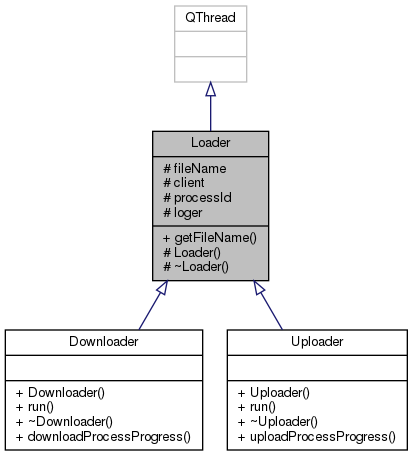 QThread
Loader
# fileName
# client
# processId
# loger
+ getFileName()
# Loader()
# ~Loader()
Downloader
+ Downloader()
+ run()
+ ~Downloader()
+ downloadProcessProgress()
Uploader
+ Uploader()
+ run()
+ ~Uploader()
+ uploadProcessProgress()